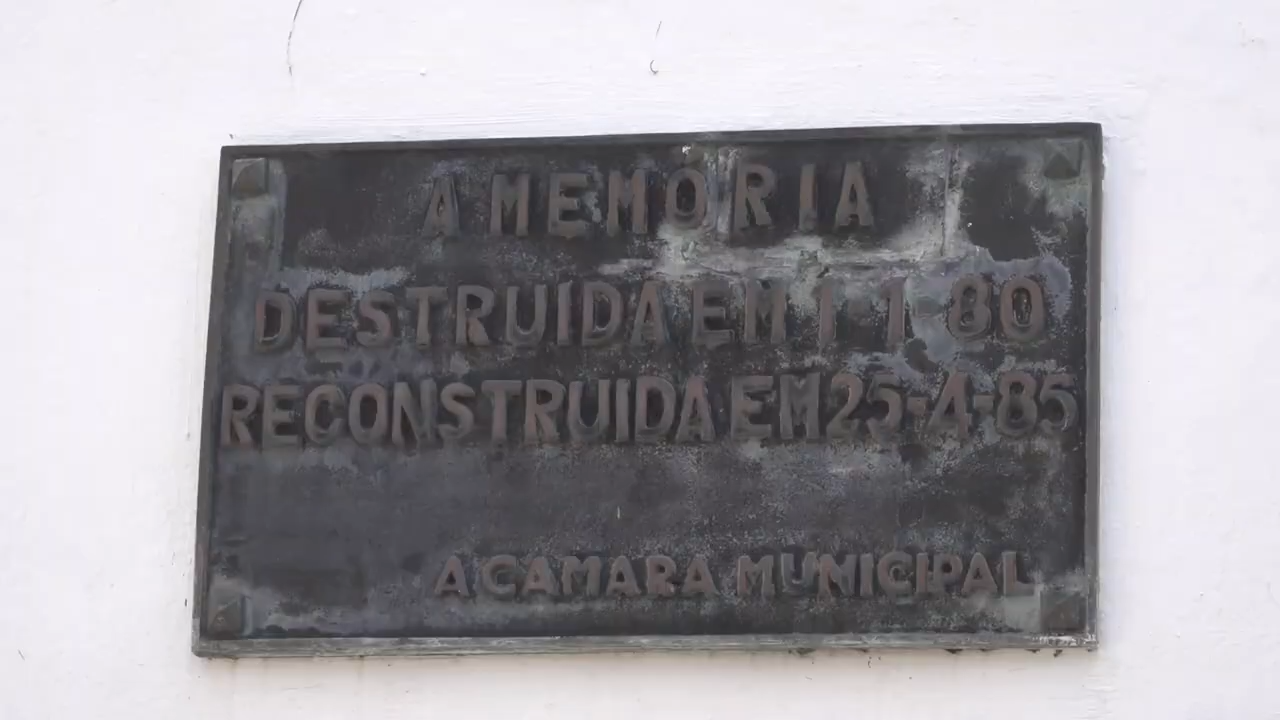 A MEMÓRIA
DESTRUIDA EM 1 1 80
RECONSTRUIDA EM 25-4-85
A CAMARA MUNICIPAL